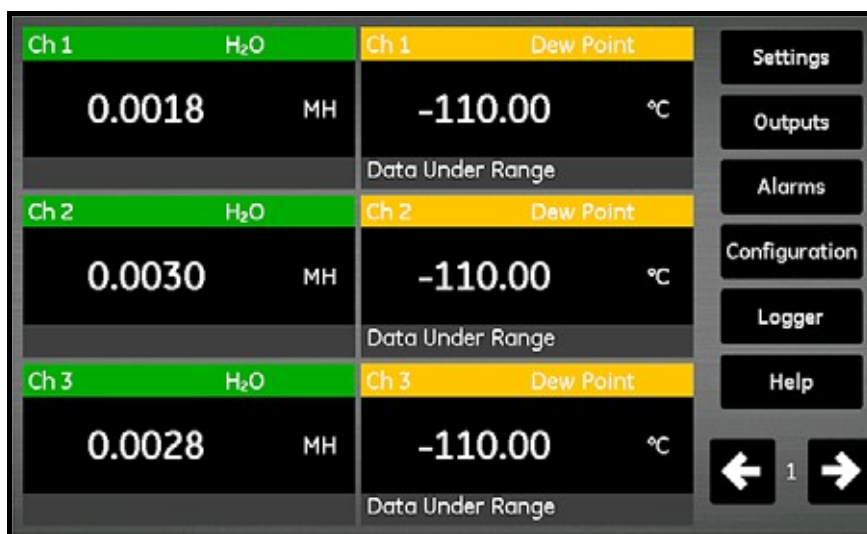 Ch 1 H₂O
0.0018 MH
Ch 1 Dew Point
-110.00 °C
Data Under Range
Ch 2 H₂O
0.0030 MH
Ch 2 Dew Point
-110.00 °C
Data Under Range
Ch 3 H₂O
0.0028 MH
Ch 3 Dew Point
-110.00 °C
Data Under Range
Settings
Outputs
Alarms
Configuration
Logger
Help
1